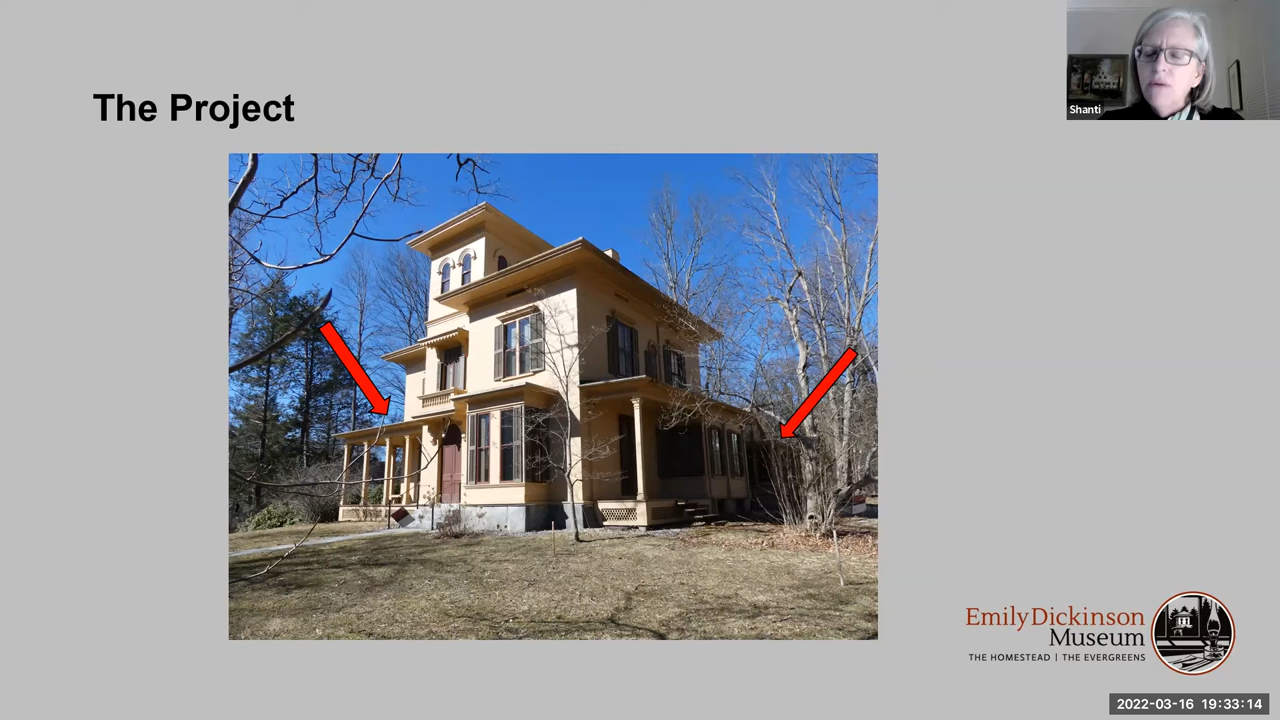 The Project
Shanti
Emily Dickinson
Museum
THE HOMESTEAD | THE EVERGREENS
2022-03-16 19:33:14